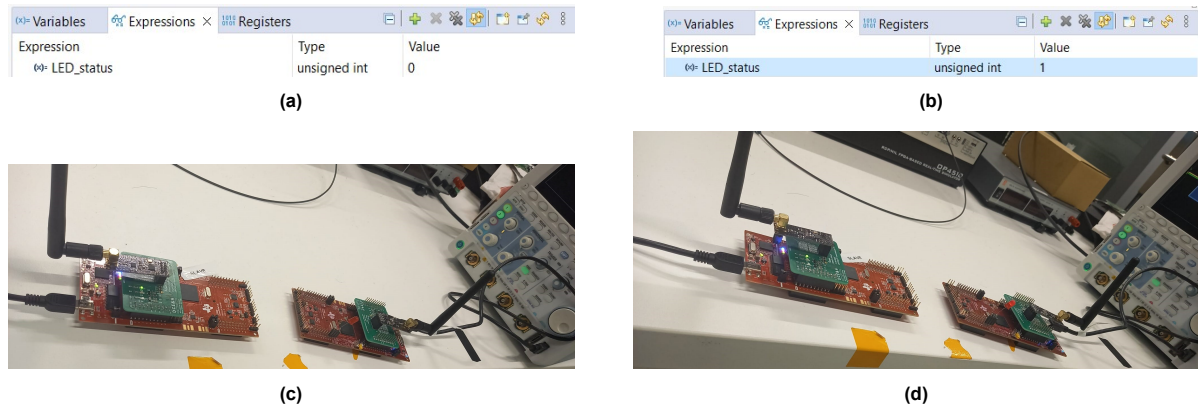 (x)= Variables Expressions Registers
Expression Type Value
(x)= LED_status unsigned int 0
(a)
(x)= Variables Expressions Registers
Expression Type Value
(x)= LED_status unsigned int 1
(b)
SLAVE
(c)
(d)